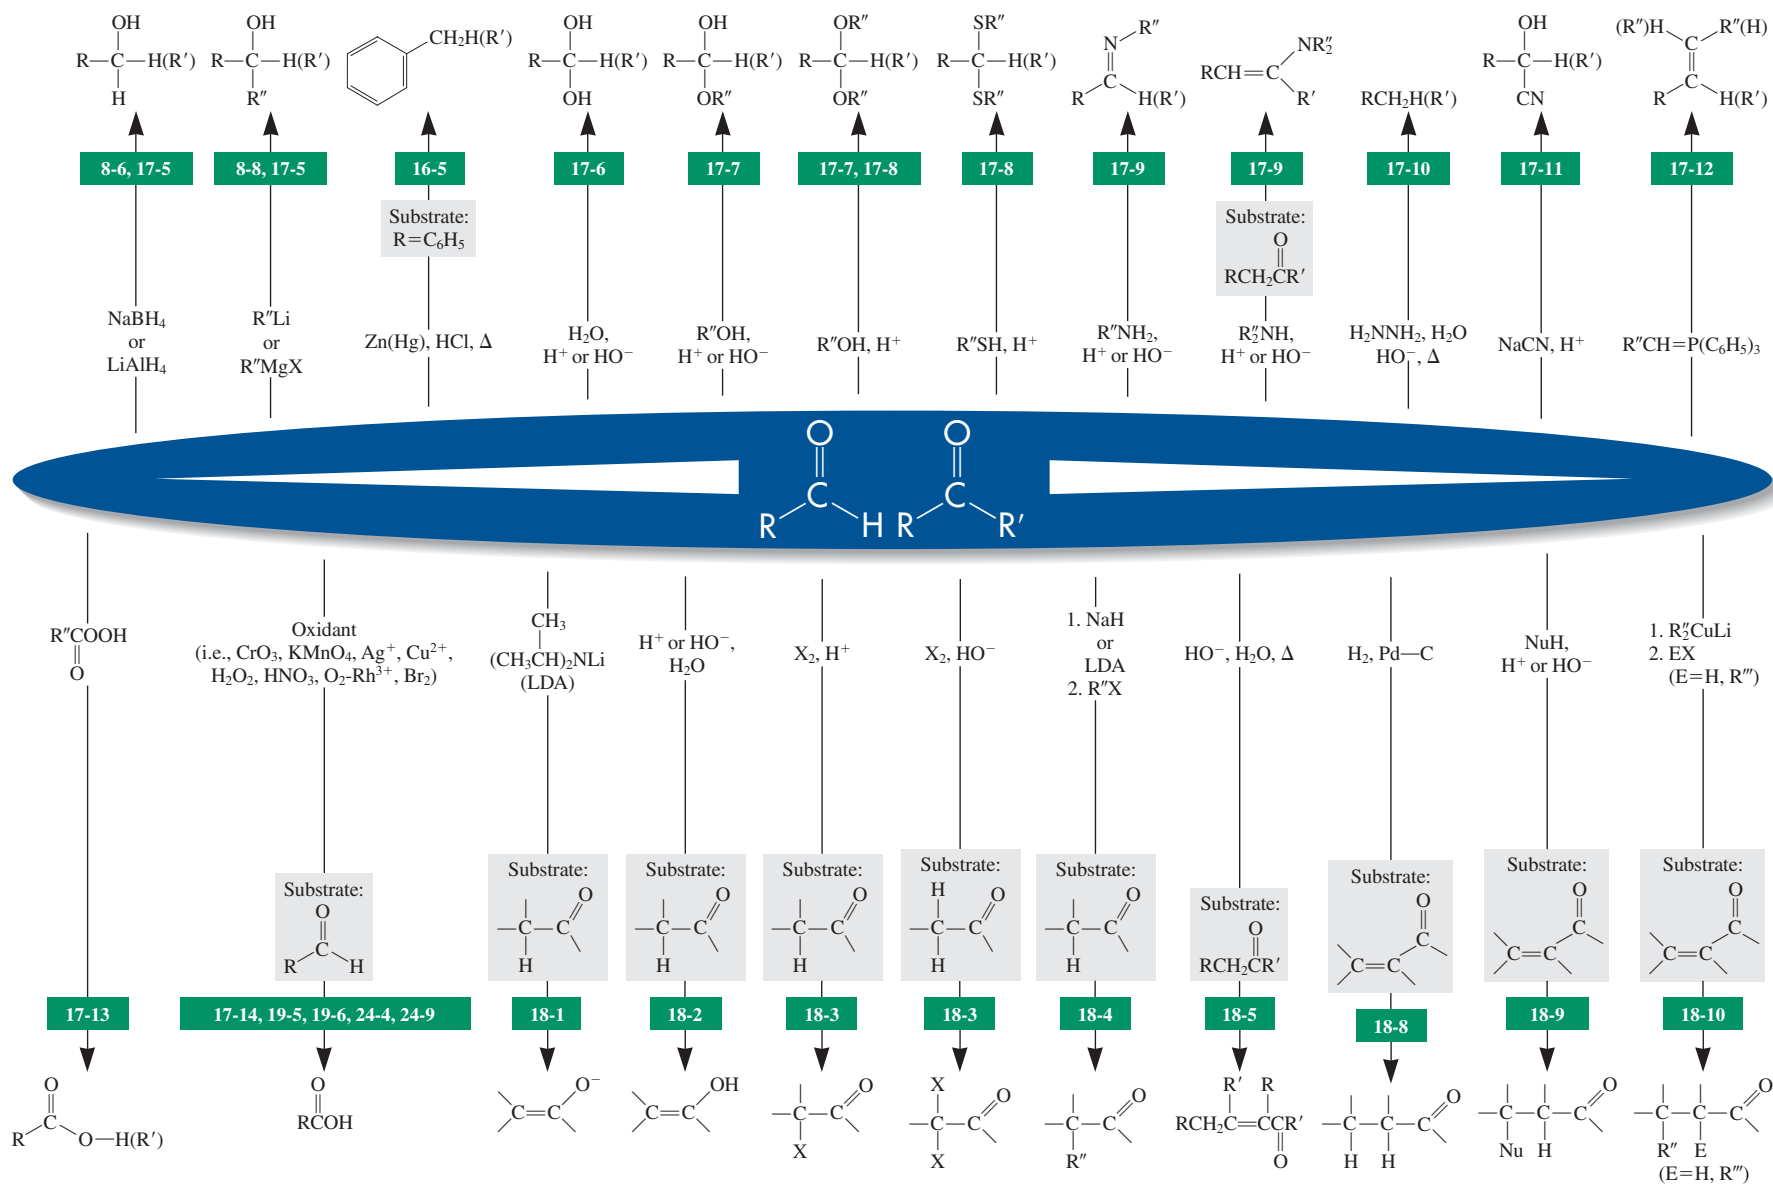 OH
R—C—H(R′)
H
8-6, 17-5
NaBH₄
or
LiAlH₄
OH
R—C—H(R′)
R″
8-8, 17-5
R″Li
or
R″MgX
CH₂H(R′)
16-5
Substrate:
R=C₆H₅
Zn(Hg), HCl, Δ
OH
R—C—H(R′)
OH
17-6
H₂O,
H⁺ or HO⁻
OH
R—C—H(R′)
OR″
17-7
R″OH,
H⁺ or HO⁻
OR″
R—C—H(R′)
OR″
17-7, 17-8
R″OH, H⁺
SR″
R—C—H(R′)
SR″
17-8
R″SH, H⁺
N R″
C
R H(R′)
17-9
R″NH₂,
H⁺ or HO⁻
NR″₂
RCH=C
R′
17-9
Substrate:
O
RCH₂CR′
R″₂NH,
H⁺ or HO⁻
RCH₂H(R′)
17-10
H₂NNH₂, H₂O
HO⁻, Δ
OH
R—C—H(R′)
CN
17-11
NaCN, H⁺
(R″)H R″(H)
C
C
R H(R′)
17-12
R″CH=P(C₆H₅)₃
O O
C C
R H R R′
R″COOH
O
17-13
O
C
R O—H(R′)
Oxidant
(i.e., CrO₃, KMnO₄, Ag⁺, Cu²⁺,
H₂O₂, HNO₃, O₂-Rh³⁺, Br₂)
Substrate:
O
C
R H
17-14, 19-5, 19-6, 24-4, 24-9
O
RCOH
CH₃
(CH₃CH)₂NLi
(LDA)
Substrate:
O
C—C
H
18-1
O⁻
C=C
H⁺ or HO⁻,
H₂O
Substrate:
O
C—C
H
18-2
OH
C=C
X₂, H⁺
Substrate:
O
C—C
H
18-3
O
C—C
X
X₂, HO⁻
Substrate:
H O
C—C
H
18-3
X O
C—C
X
1. NaH
or
LDA
2. R″X
Substrate:
O
C—C
H
18-4
O
C—C
R″
HO⁻, H₂O, Δ
Substrate:
O
RCH₂CR′
18-5
R′ R
RCH₂C=CCR′
O
H₂, Pd—C
Substrate:
O
C
C=C
18-8
O
C—C—C
H H
NuH,
H⁺ or HO⁻
Substrate:
O
C
C=C
18-9
O
C—C—C
Nu H
1. R″₂CuLi
2. EX
(E=H, R‴)
Substrate:
O
C
C=C
18-10
O
C—C—C
R″ E
(E=H, R‴)